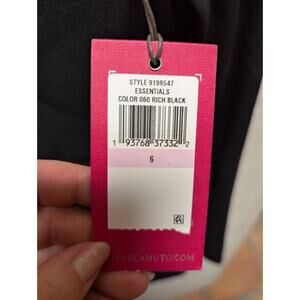 STYLE 9199547
ESSENTIALS
COLOR 060 RICH BLACK
1 93768 37332 2
6